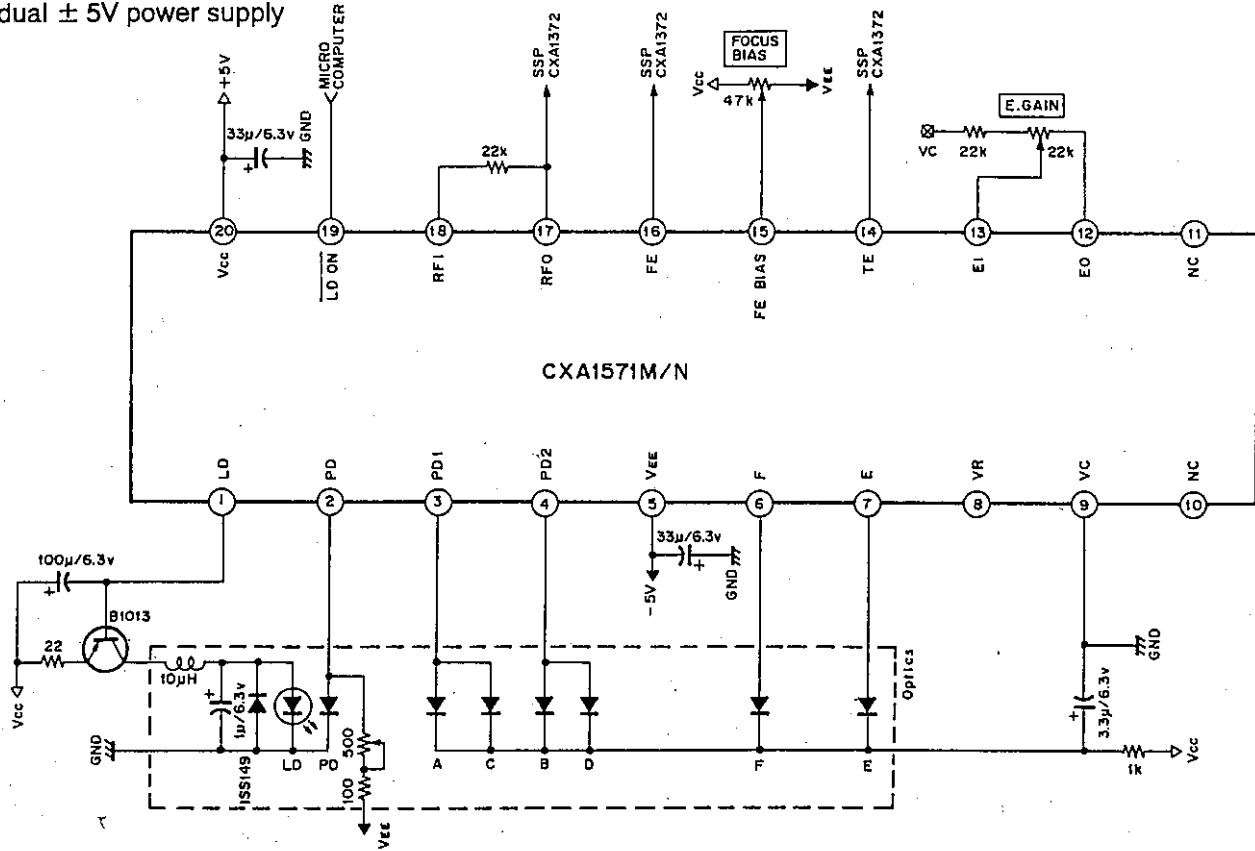 dual ± 5V power supply
+5V
33µ/6.3v
GND
MICRO
COMPUTER
22k
SSP
CXA1372
SSP
CXA1372
FOCUS
BIAS
Vcc
47k
VEE
SSP
CXA1372
E.GAIN
VC
22k
22k
20
19
18
17
16
15
14
13
12
11
Vcc
LD ON
RFI
RFO
FE
FE BIAS
TE
EI
EO
NC
CXA1571M/N
LD
PD
PD1
PD2
VEE
F
E
VR
VC
NC
1
2
3
4
5
6
7
8
9
10
100µ/6.3v
+
B1013
22
Vcc
10µH
+
1µ/6.3v
GND
1SS149
LD
PD
500
100
VEE
A
C
B
D
F
E
33µ/6.3v
+
-5V
GND
Optics
GND
3.3µ/6.3v
+
1k
Vcc